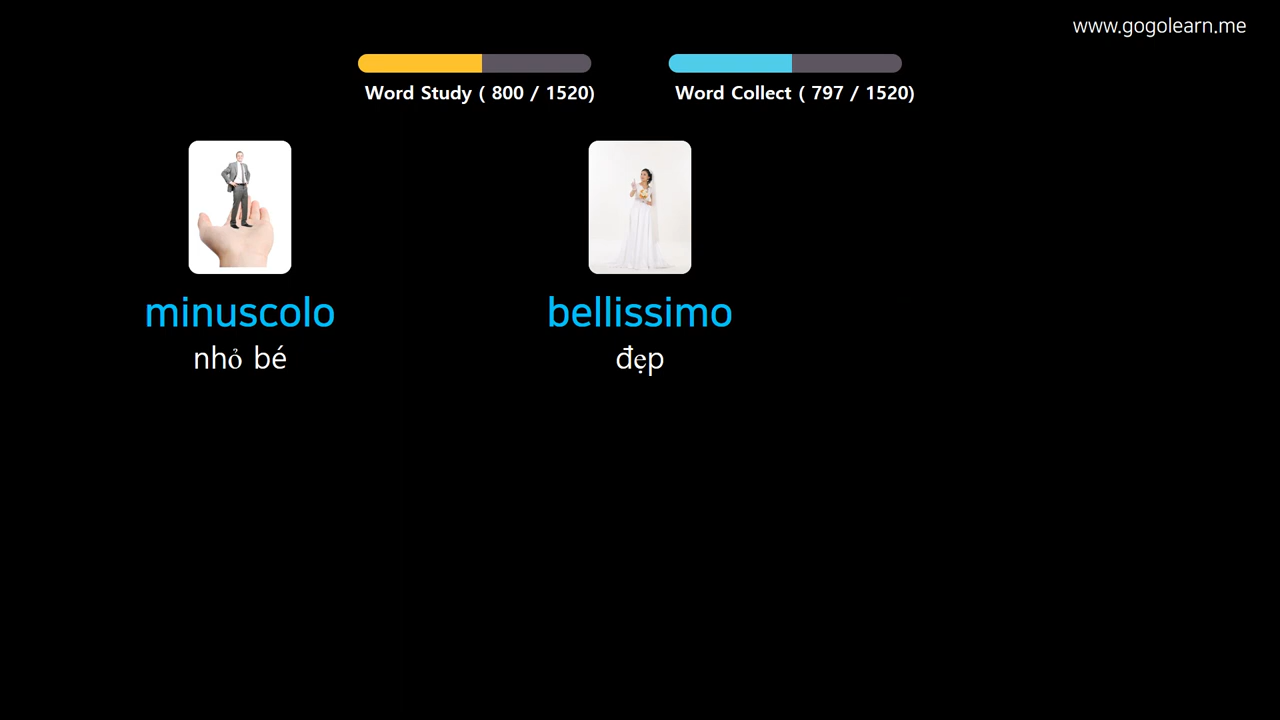 www.gogolearn.me
Word Study ( 800 / 1520)
Word Collect ( 797 / 1520)
minuscolo
nhỏ bé
bellissimo
đẹp